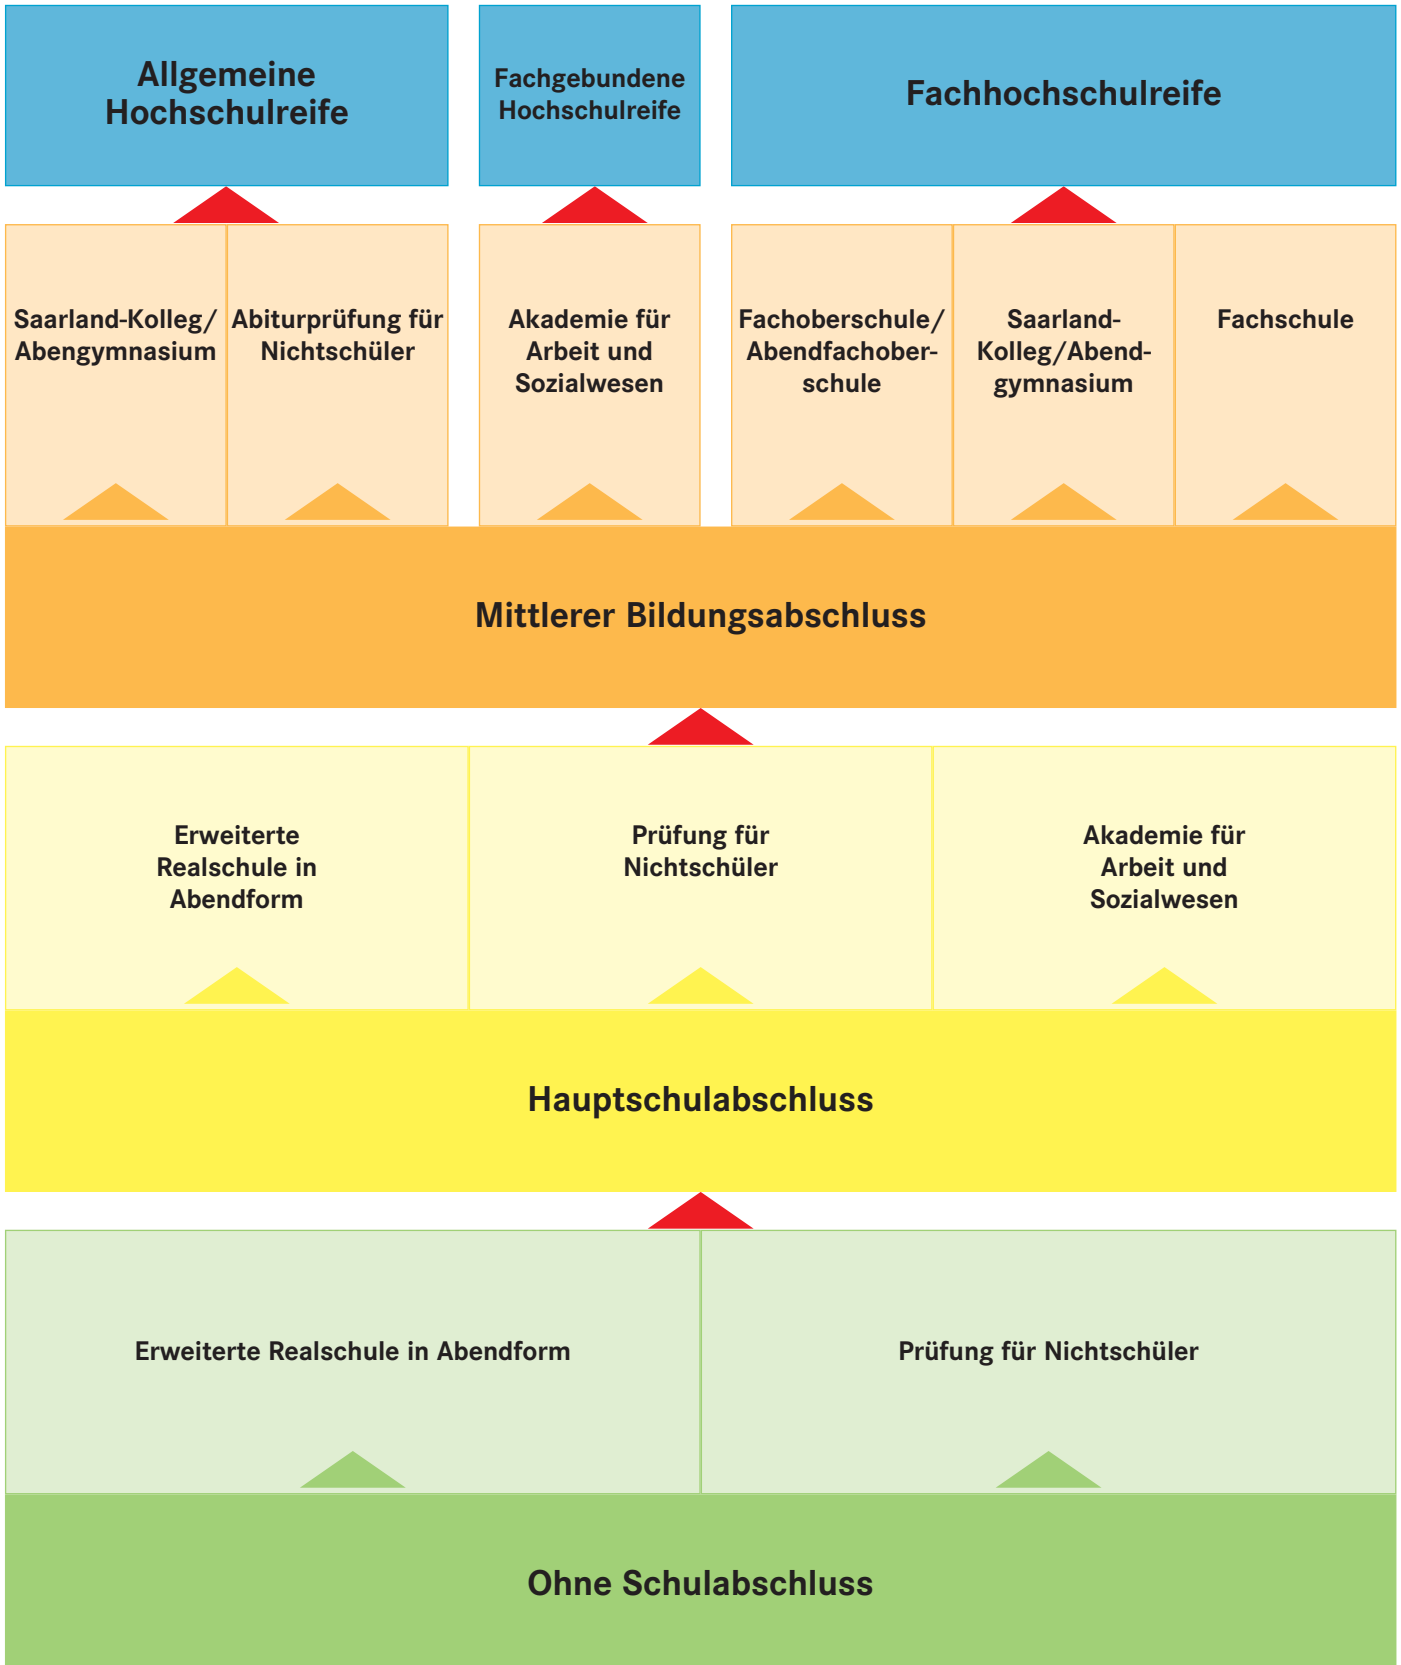 Allgemeine
Hochschulreife
Fachgebundene
Hochschulreife
Fachhochschulreife
Saarland-Kolleg/
Abengymnasium
Abiturprüfung für
Nichtschüler
Akademie für
Arbeit und
Sozialwesen
Fachoberschule/
Abendfachober-
schule
Saarland-
Kolleg/Abend-
gymnasium
Fachschule
Mittlerer Bildungsabschluss
Erweiterte
Realschule in
Abendform
Prüfung für
Nichtschüler
Akademie für
Arbeit und
Sozialwesen
Hauptschulabschluss
Erweiterte Realschule in Abendform
Prüfung für Nichtschüler
Ohne Schulabschluss